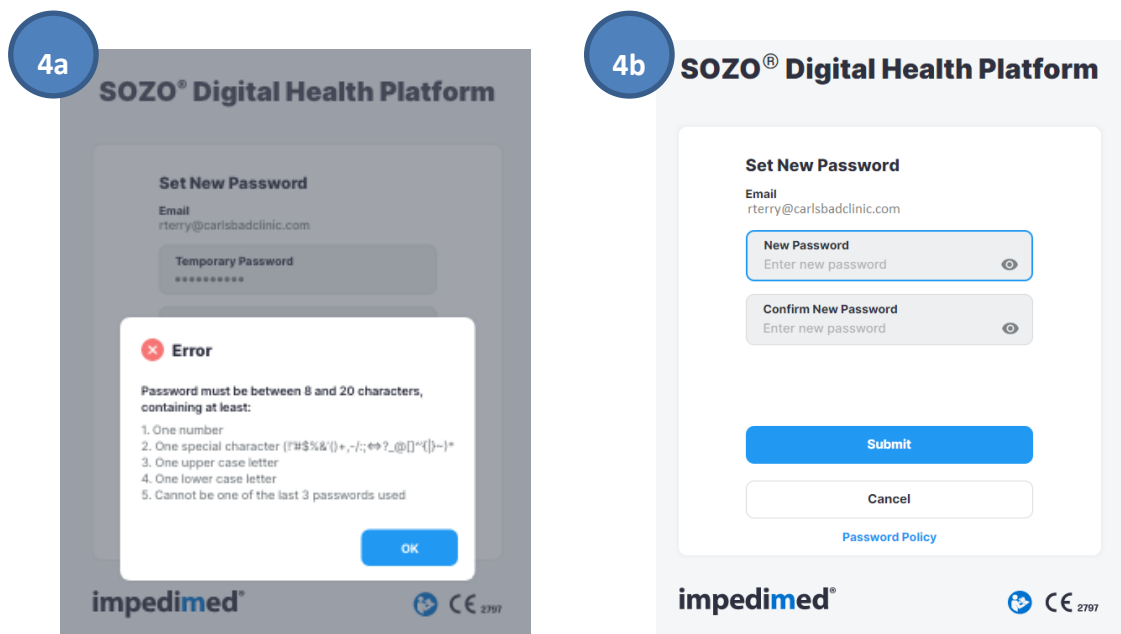 4a
SOZO® Digital Health Platform
Set New Password
Email
rterry@carlsbadclinic.com
Temporary Password
••••••••••
Error
Password must be between 8 and 20 characters,
containing at least:
1. One number
2. One special character (!"#$%&'()+,-/:;<=>?_@[]^'{|}~)*
3. One upper case letter
4. One lower case letter
5. Cannot be one of the last 3 passwords used
OK
impedimed®
CE 2797
4b
SOZO® Digital Health Platform
Set New Password
Email
rterry@carlsbadclinic.com
New Password
Enter new password
Confirm New Password
Enter new password
Submit
Cancel
Password Policy
impedimed®
CE 2797